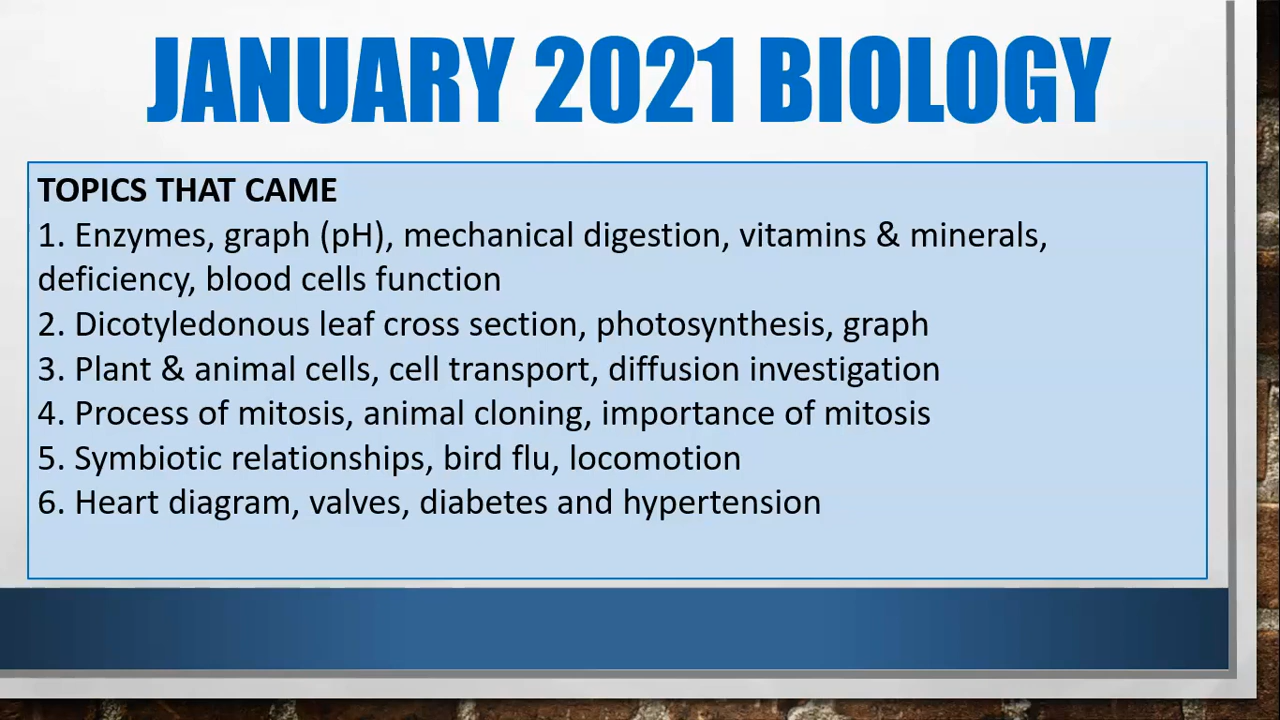 JANUARY 2021 BIOLOGY
TOPICS THAT CAME
1. Enzymes, graph (pH), mechanical digestion, vitamins & minerals,
deficiency, blood cells function
2. Dicotyledonous leaf cross section, photosynthesis, graph
3. Plant & animal cells, cell transport, diffusion investigation
4. Process of mitosis, animal cloning, importance of mitosis
5. Symbiotic relationships, bird flu, locomotion
6. Heart diagram, valves, diabetes and hypertension